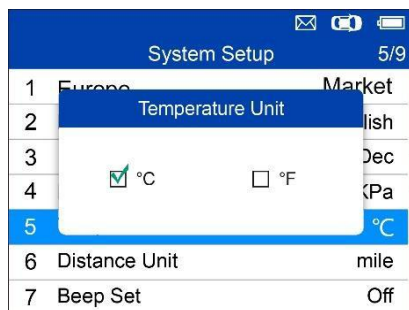 System Setup 5/9
1 Europe Market
Temperature Unit
2 lish
3 Dec
☑ °C ☐ °F
4 KPa
5 °C
6 Distance Unit mile
7 Beep Set Off